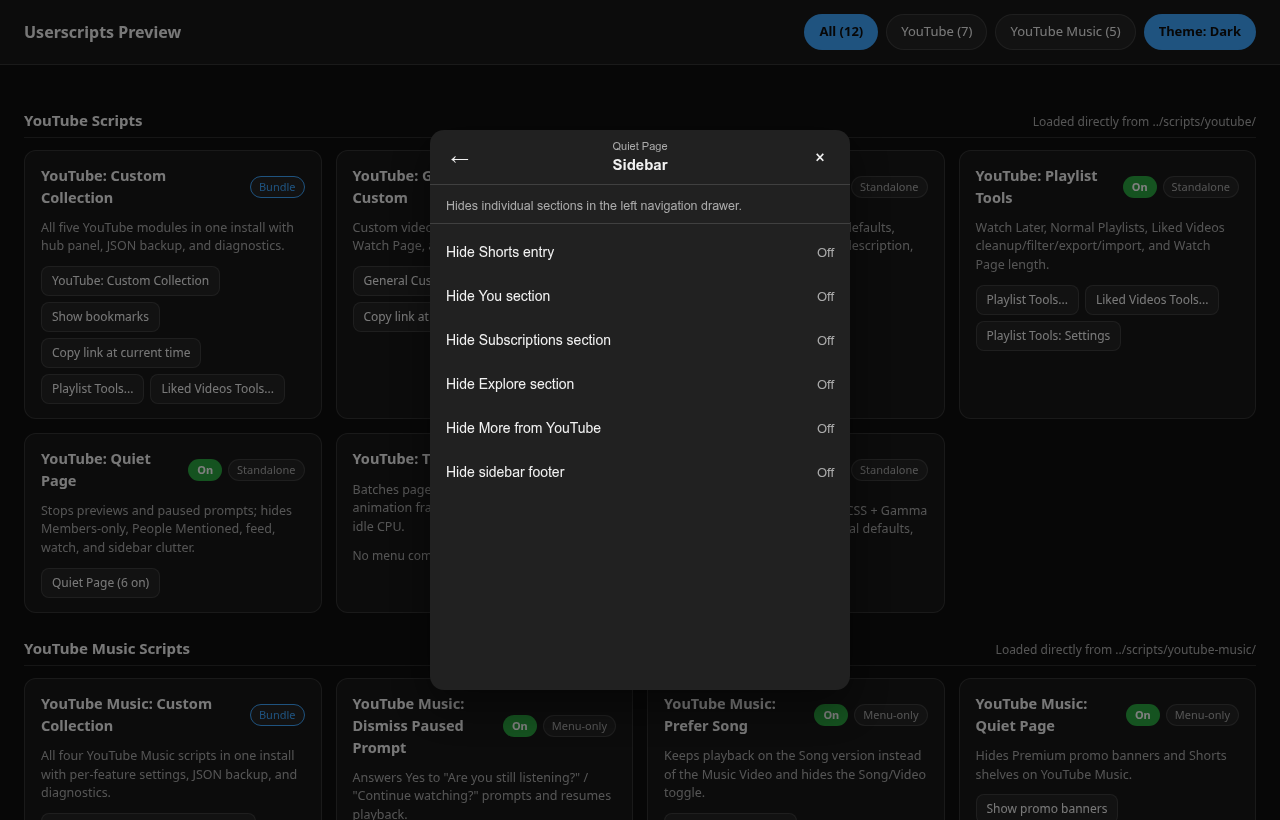 Userscripts Preview
All (12)
YouTube (7)
YouTube Music (5)
Theme: Dark
YouTube Scripts
Loaded directly from ../scripts/youtube/
YouTube: Custom
Collection
Bundle
All five YouTube modules in one install with
hub panel, JSON backup, and diagnostics.
YouTube: Custom Collection
Show bookmarks
Copy link at current time
Playlist Tools...
Liked Videos Tools...
Custom
Custom
Watch Page,
General
Copy link at
Standalone
YouTube: Playlist
Tools
On
Standalone
Watch Later, Normal Playlists, Liked Videos
cleanup/filter/export/import, and Watch
Page length.
Playlist Tools...
Liked Videos Tools...
Playlist Tools: Settings
Quiet Page
←
Sidebar
×
Hides individual sections in the left navigation drawer.
Hide Shorts entry
Off
Hide You section
Off
Hide Subscriptions section
Off
Hide Explore section
Off
Hide More from YouTube
Off
Hide sidebar footer
Off
YouTube: Quiet
Page
On
Standalone
Stops previews and paused prompts; hides
Members-only, People Mentioned, feed,
watch, and sidebar clutter.
Quiet Page (6 on)
YouTube:
Batches
animation
idle CPU.
No menu
Standalone
CSS + Gamma
defaults,
YouTube Music Scripts
Loaded directly from ../scripts/youtube-music/
YouTube Music: Custom
Collection
Bundle
All four YouTube Music scripts in one install
with per-feature settings, JSON backup, and
diagnostics.
YouTube Music:
Dismiss Paused
Prompt
On
Menu-only
Answers Yes to "Are you still listening?" /
"Continue watching?" prompts and resumes
playback.
YouTube Music:
Prefer Song
On
Menu-only
Keeps playback on the Song version instead
of the Music Video and hides the Song/Video
toggle.
YouTube Music:
Quiet Page
On
Menu-only
Hides Premium promo banners and Shorts
shelves on YouTube Music.
Show promo banners